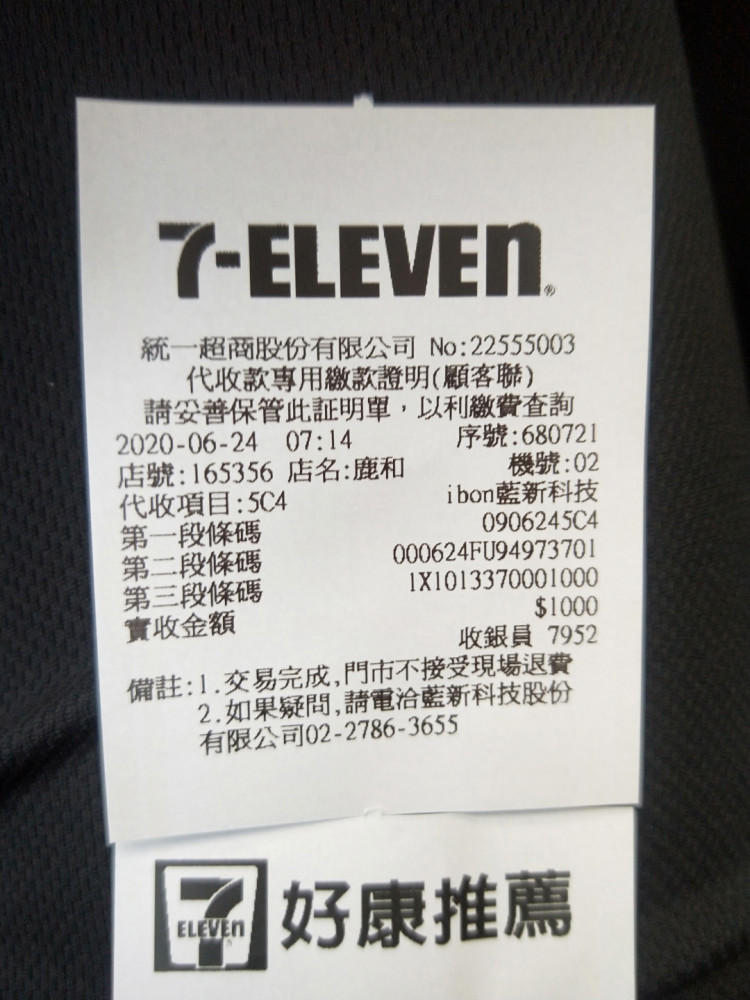 7-ELEVEn®
統一超商股份有限公司 No:22555003
代收款專用繳款證明(顧客聯)
請妥善保管此証明單，以利繳費查詢
2020-06-24 07:14 序號:680721
店號:165356 店名:鹿和 機號:02
代收項目:5C4 ibon藍新科技
第一段條碼 0906245C4
第二段條碼 000624FU94973701
第三段條碼 1X1013370001000
實收金額 $1000
收銀員 7952
備註:1.交易完成,門市不接受現場退費
2.如果疑問,請電洽藍新科技股份
有限公司02-2786-3655
7 ELEVEn 好康推薦